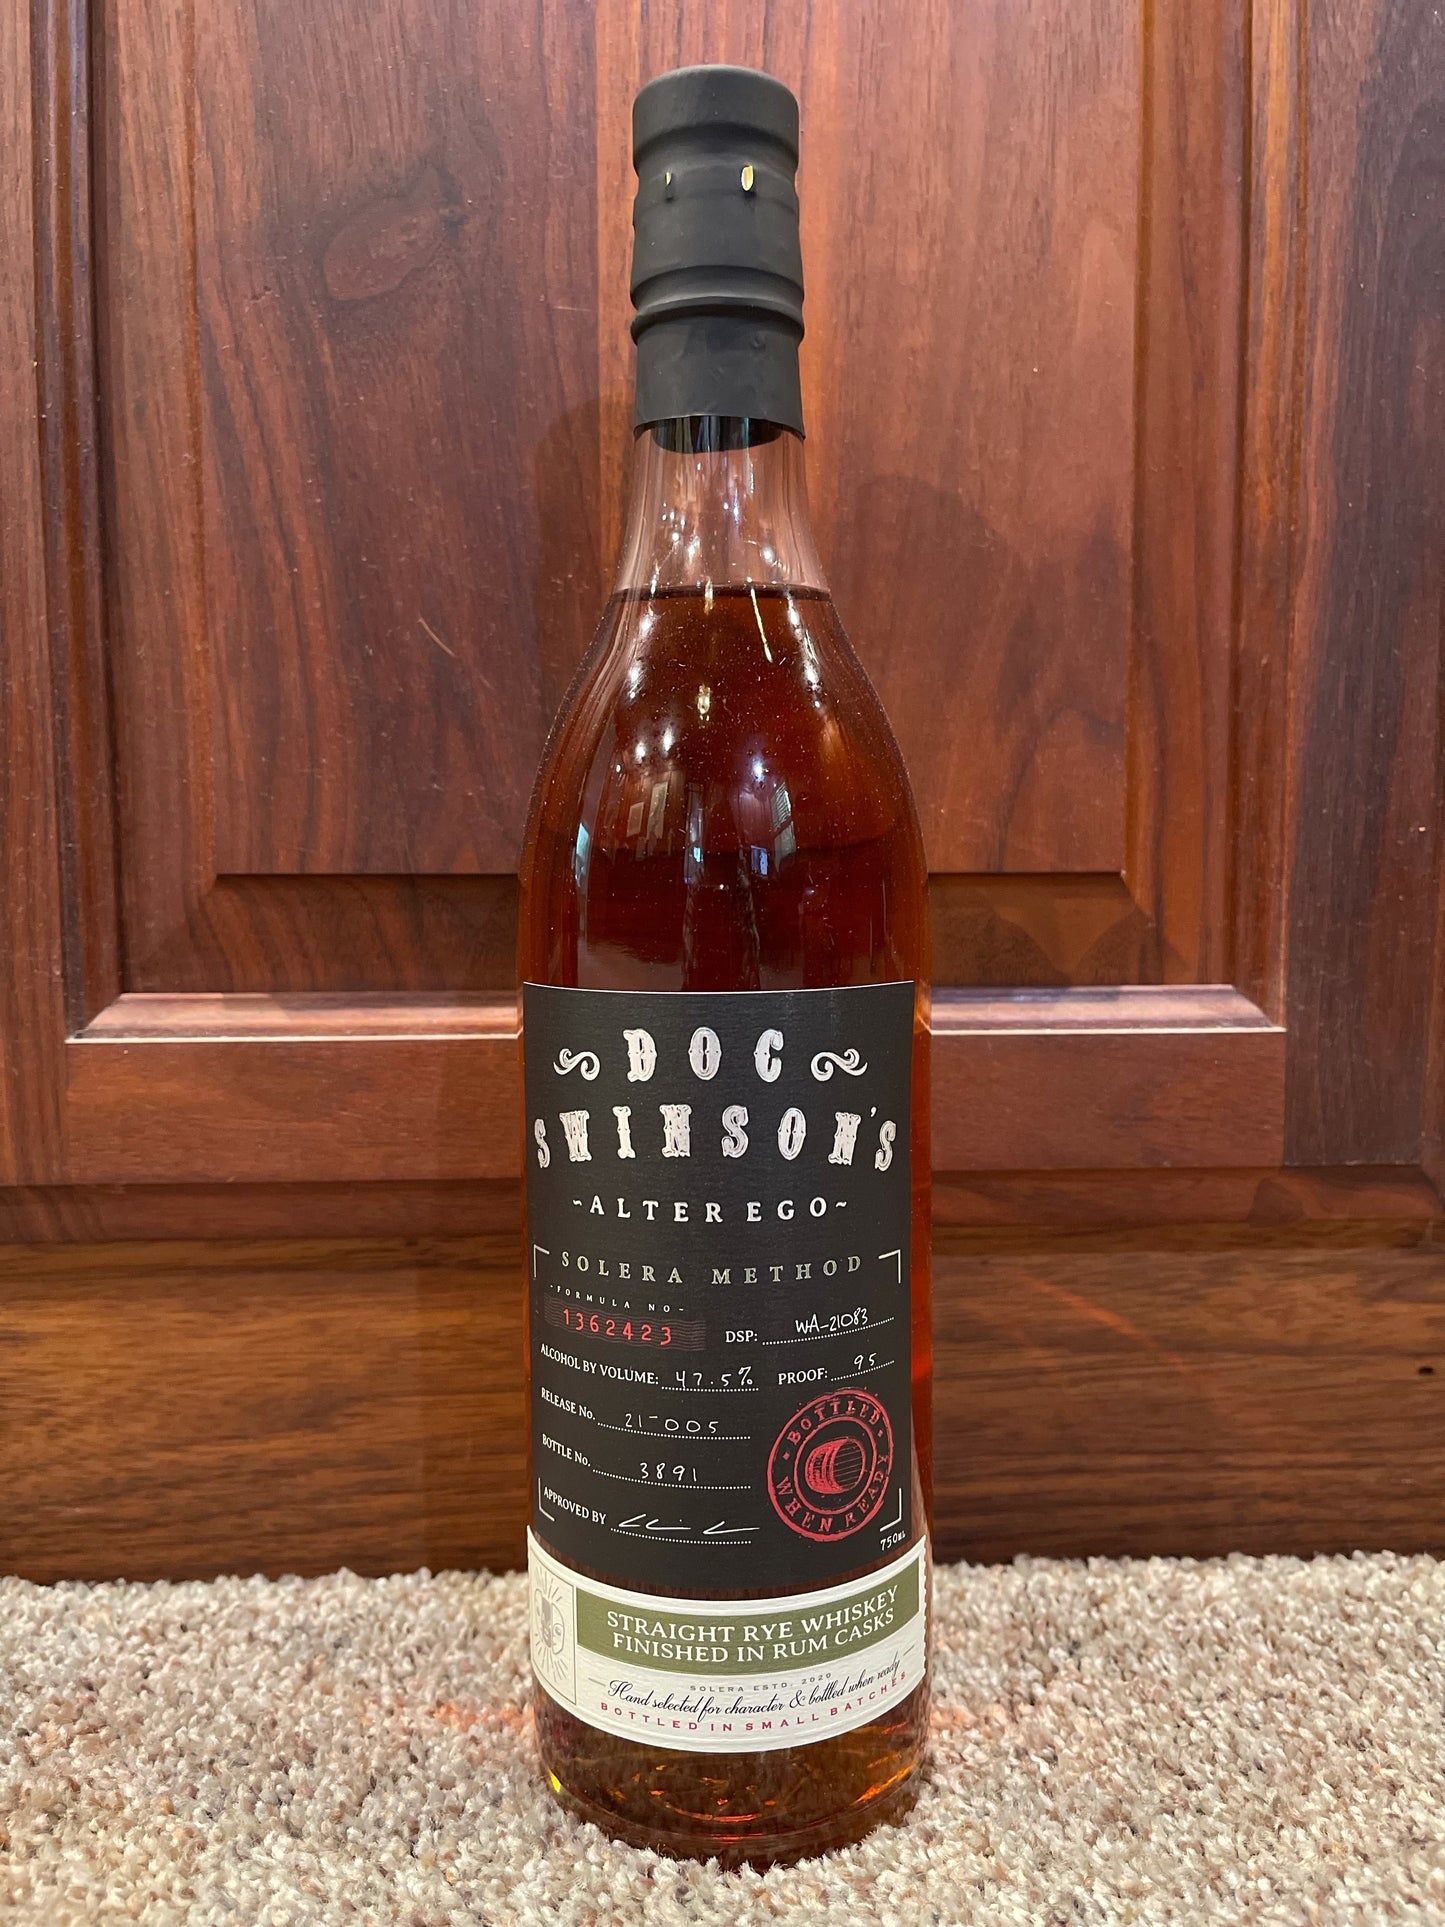 DOC
SWINSON'S
~ALTER EGO~
SOLERA METHOD
-FORMULA NO-
1362423
DSP: WA-21083
ALCOHOL BY VOLUME: 47.5% PROOF: 95
RELEASE No. 21-005
BOTTLE No. 3891
APPROVED BY
BOTTLED
WHEN READY
750ML
STRAIGHT RYE WHISKEY
FINISHED IN RUM CASKS
SOLERA ESTD. 2020
Hand selected for character & bottled when ready
BOTTLED IN SMALL BATCHES